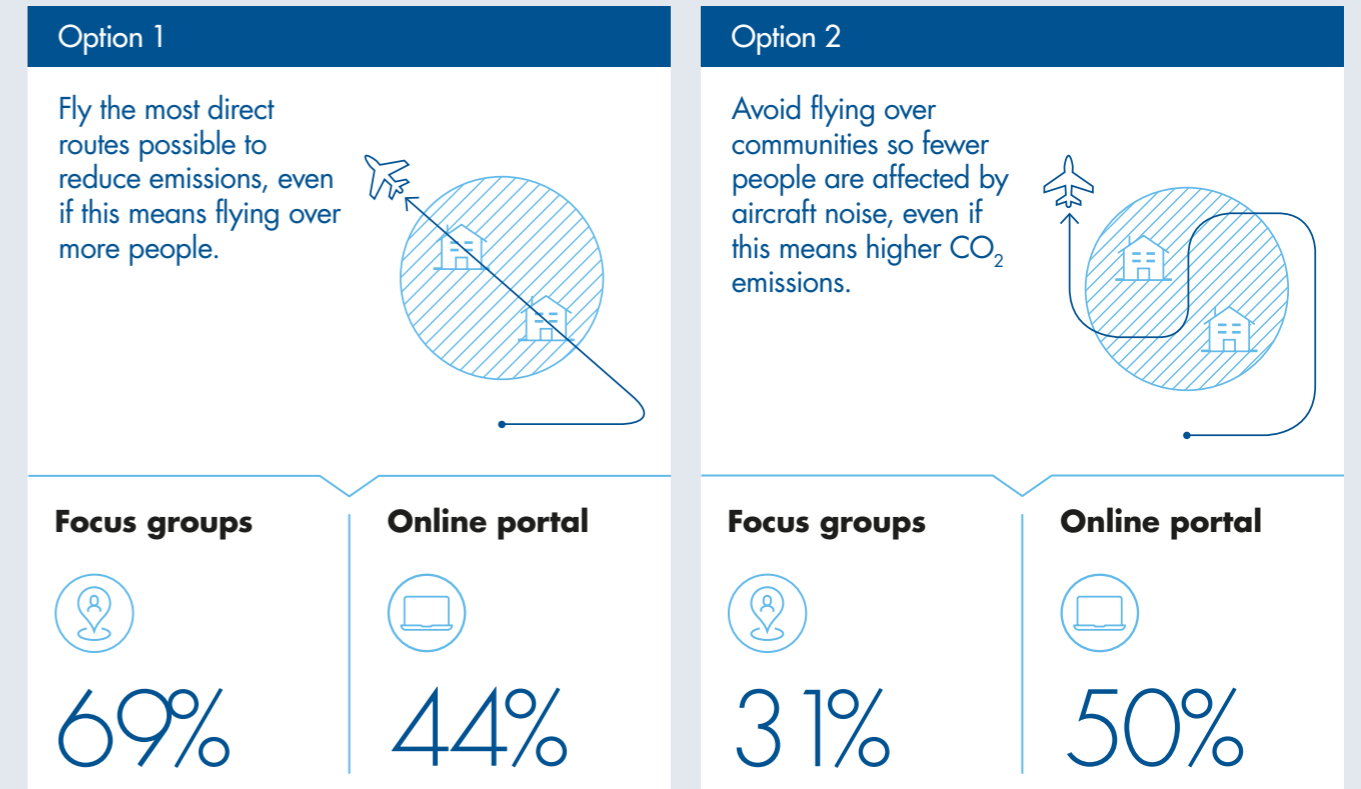 Option 1
Fly the most direct
routes possible to
reduce emissions, even
if this means flying over
more people.
Focus groups
Online portal
69%
44%
Option 2
Avoid flying over
communities so fewer
people are affected by
aircraft noise, even if
this means higher CO₂
emissions.
Focus groups
Online portal
31%
50%